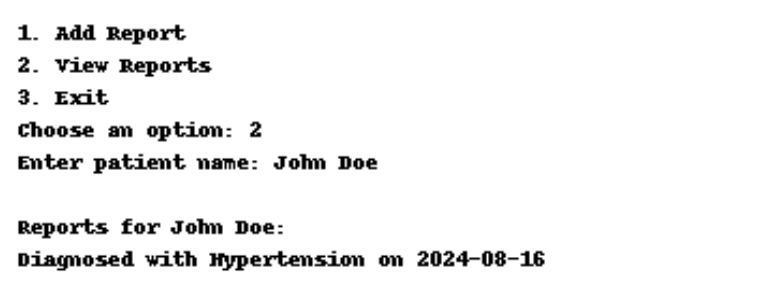 1. Add Report
2. View Reports
3. Exit
Choose an option: 2
Enter patient name: John Doe
Reports for John Doe:
Diagnosed with Hypertension on 2024-08-16